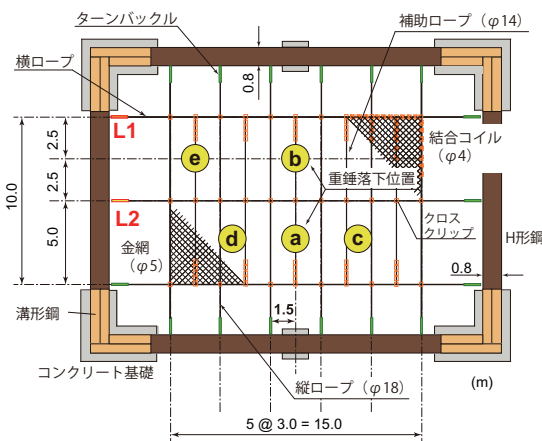 ターンバックル
補助ロープ(φ14)
横ロープ
0.8
L1
結合コイル
(φ4)
2.5
e
b
重錘落下位置
10.0
2.5
L2
クロス
クリップ
5.0
金網
(φ5)
d
a
c
H形鋼
0.8
溝形鋼
1.5
コンクリート基礎
縦ロープ(φ18)
(m)
5 @ 3.0 = 15.0